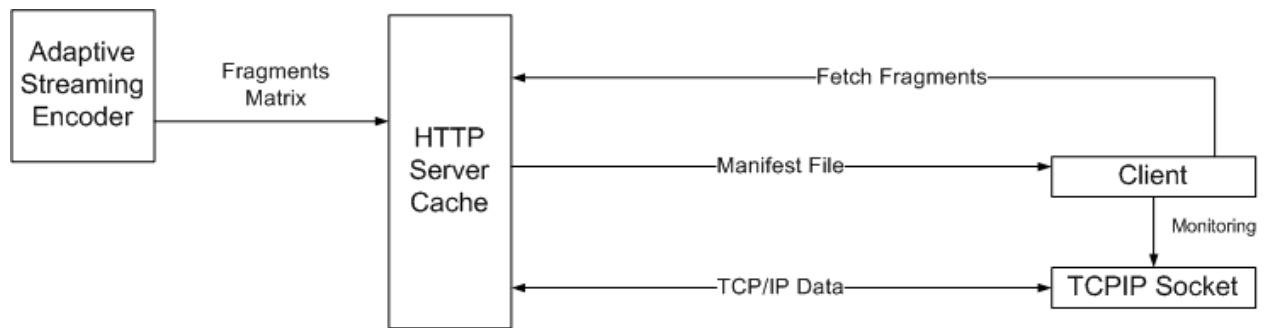 Adaptive
Streaming
Encoder
Fragments
Matrix
HTTP
Server
Cache
Fetch Fragments
Manifest File
Client
Monitoring
TCP/IP Data
TCPIP Socket